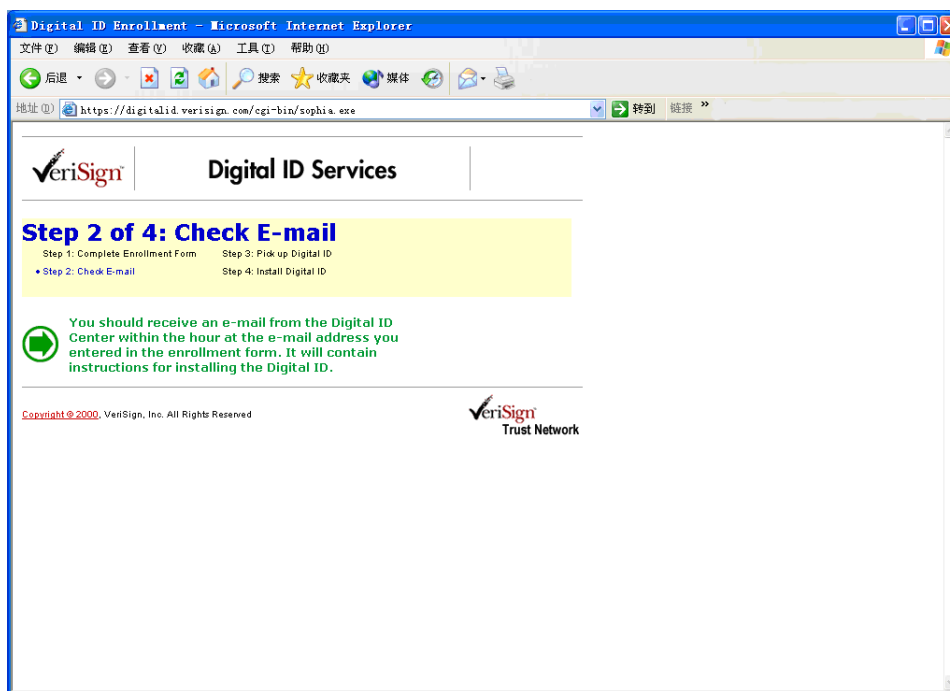 Digital ID Enrollment - Microsoft Internet Explorer
文件(F) 编辑(E) 查看(V) 收藏(A) 工具(T) 帮助(H)
后退 搜索 收藏夹 媒体
地址(D) https://digitalid.verisign.com/cgi-bin/sophia.exe 转到 链接 »
VeriSign™ Digital ID Services
Step 2 of 4: Check E-mail
Step 1: Complete Enrollment Form Step 3: Pick up Digital ID
• Step 2: Check E-mail Step 4: Install Digital ID
You should receive an e-mail from the Digital ID
Center within the hour at the e-mail address you
entered in the enrollment form. It will contain
instructions for installing the Digital ID.
Copyright © 2000, VeriSign, Inc. All Rights Reserved
VeriSign
Trust Network